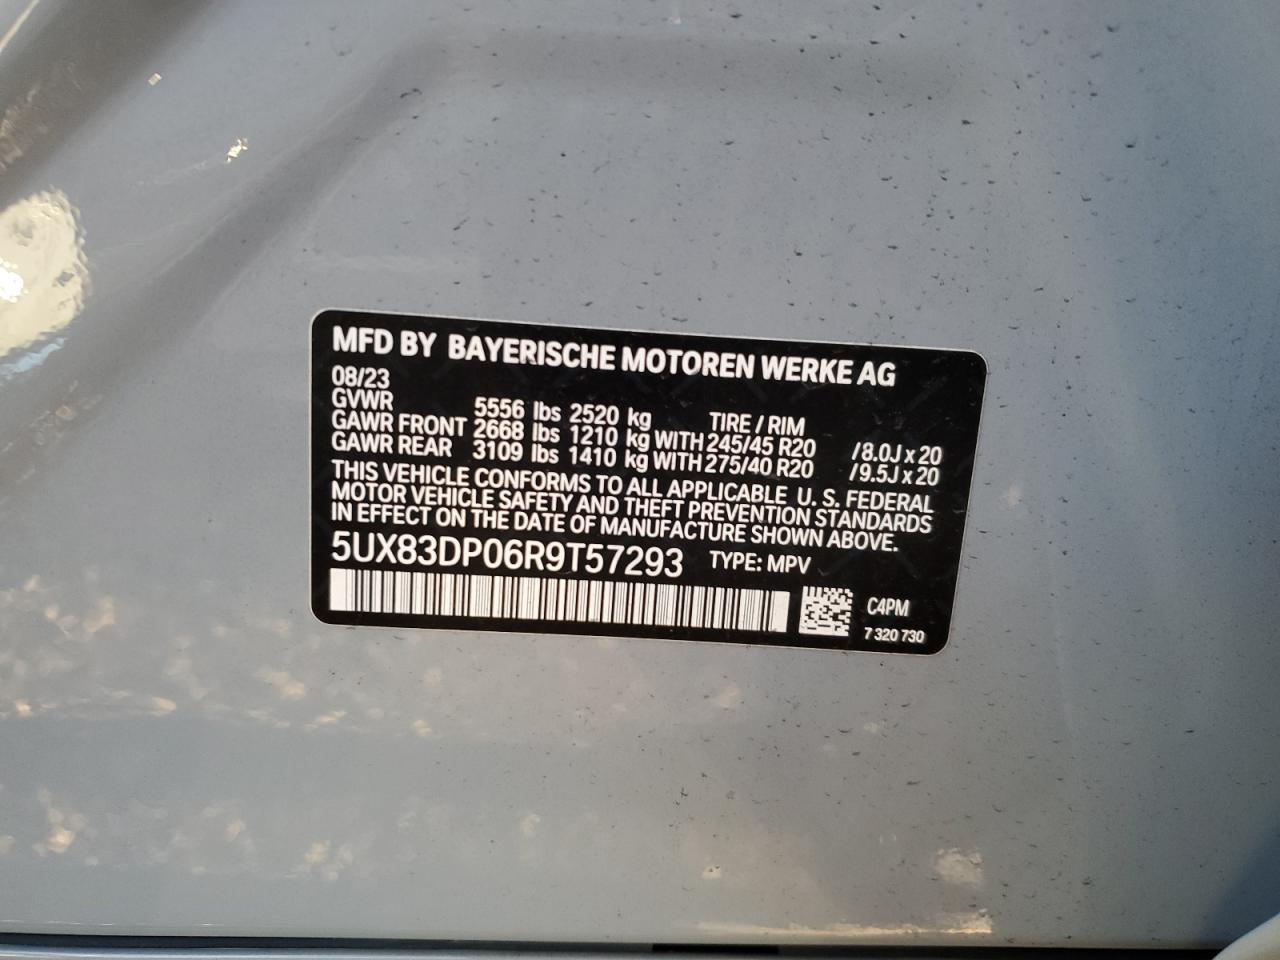 MFD BY BAYERISCHE MOTOREN WERKE AG
08/23
GVWR 5556 lbs 2520 kg TIRE / RIM
GAWR FRONT 2668 lbs 1210 kg WITH 245/45 R20 /8.0J x 20
GAWR REAR 3109 lbs 1410 kg WITH 275/40 R20 /9.5J x 20
THIS VEHICLE CONFORMS TO ALL APPLICABLE U. S. FEDERAL
MOTOR VEHICLE SAFETY AND THEFT PREVENTION STANDARDS
IN EFFECT ON THE DATE OF MANUFACTURE SHOWN ABOVE.
5UX83DP06R9T57293 TYPE: MPV
C4PM
7 320 730